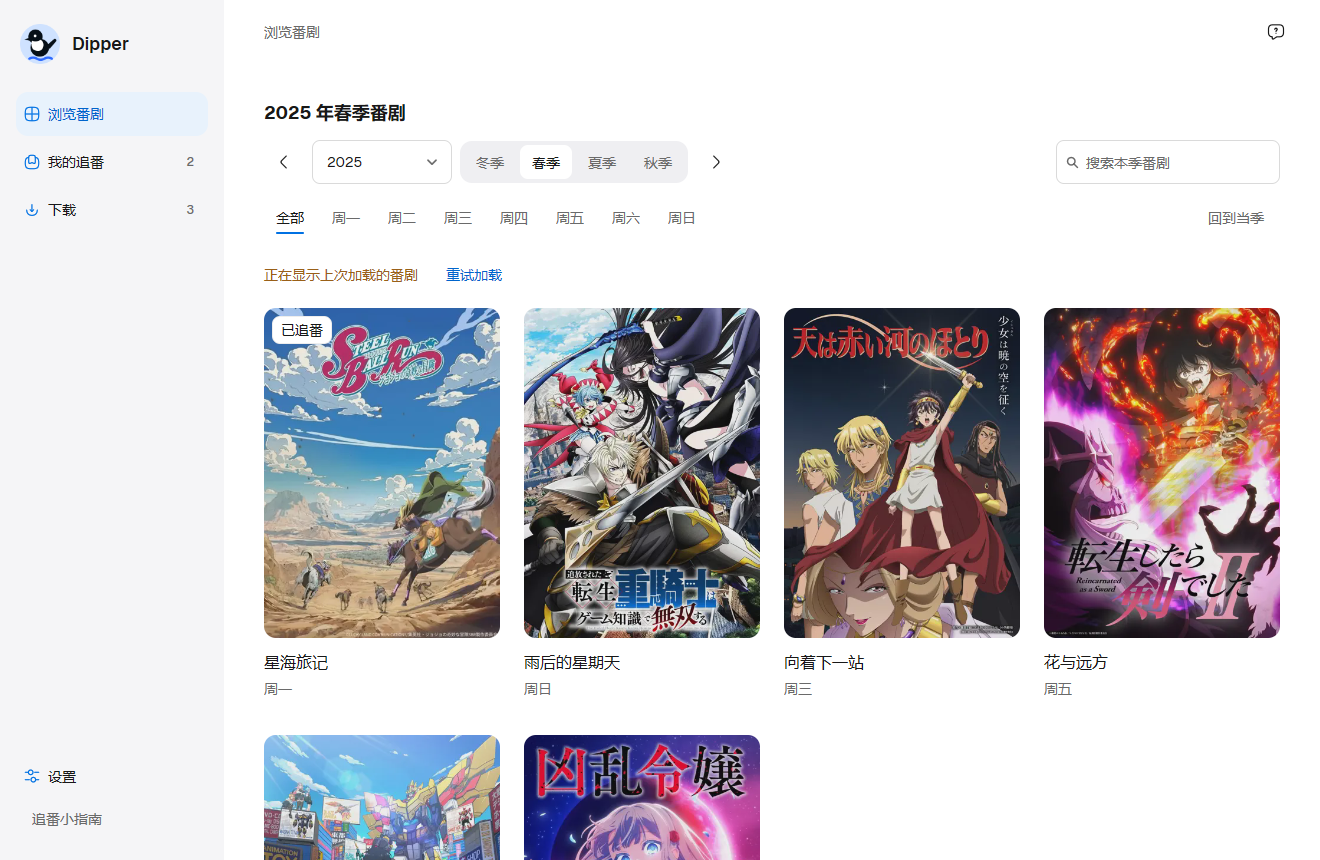 Dipper
浏览番剧
我的追番 2
下载 3
设置
追番小指南
浏览番剧
2025 年春季番剧
2025
冬季 春季 夏季 秋季
搜索本季番剧
全部 周一 周二 周三 周四 周五 周六 周日
回到当季
正在显示上次加载的番剧 重试加载
已追番
STEEL
BALL RUN
星海旅记
周一
追放された
転生重騎士は
ゲーム知識で無双する
雨后的星期天
周日
天は赤い河のほとり
少女は暁の空を征く
向着下一站
周三
転生したら
剣でした II
Reincarnated
as a Sword
花与远方
周五
凶乱令嬢